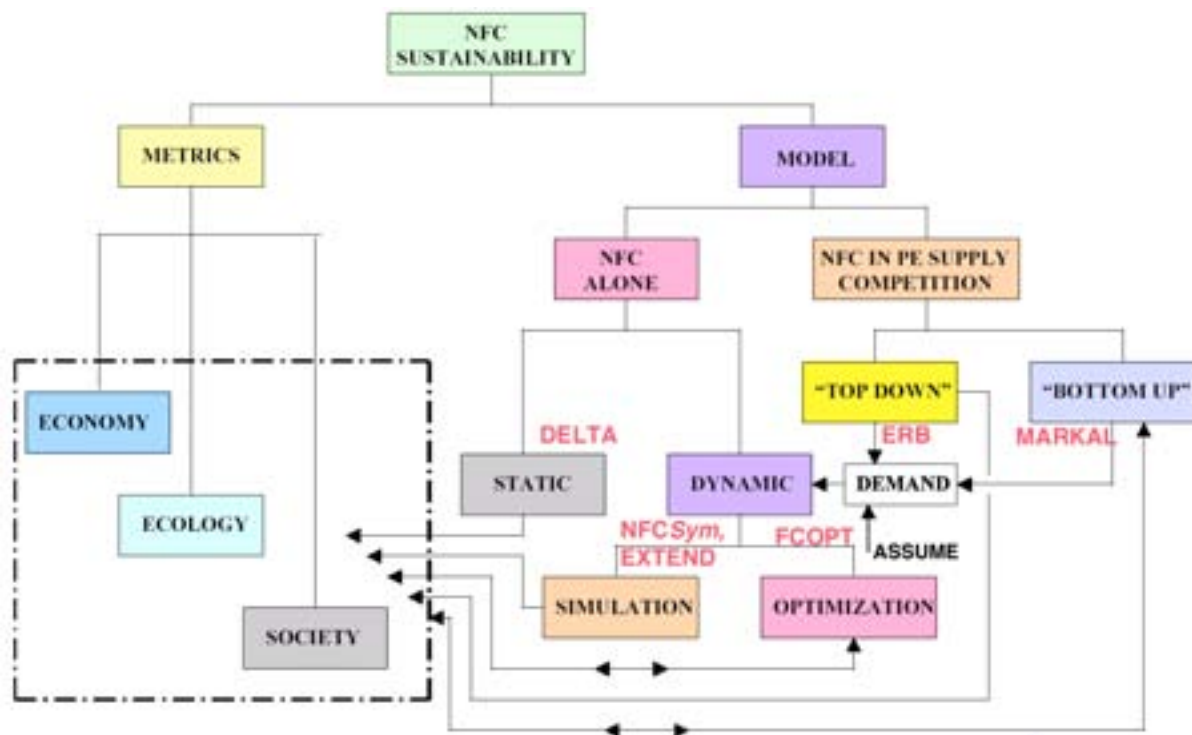 NFC
SUSTAINABILITY
METRICS
MODEL
NFC
ALONE
NFC IN PE SUPPLY
COMPETITION
ECONOMY
"TOP DOWN"
"BOTTOM UP"
DELTA
ERB
MARKAL
STATIC
DYNAMIC
DEMAND
ECOLOGY
NFCSym,
EXTEND
FCOPT
ASSUME
SIMULATION
OPTIMIZATION
SOCIETY